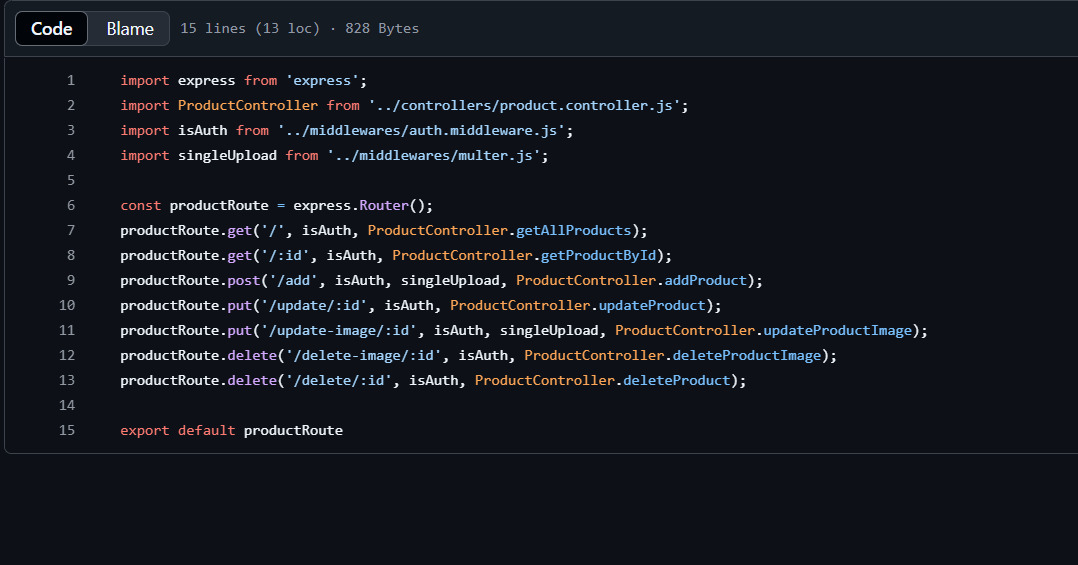 Code Blame 15 lines (13 loc) · 828 Bytes
1 import express from 'express';
2 import ProductController from '../controllers/product.controller.js';
3 import isAuth from '../middlewares/auth.middleware.js';
4 import singleUpload from '../middlewares/multer.js';
5
6 const productRoute = express.Router();
7 productRoute.get('/', isAuth, ProductController.getAllProducts);
8 productRoute.get('/:id', isAuth, ProductController.getProductById);
9 productRoute.post('/add', isAuth, singleUpload, ProductController.addProduct);
10 productRoute.put('/update/:id', isAuth, ProductController.updateProduct);
11 productRoute.put('/update-image/:id', isAuth, singleUpload, ProductController.updateProductImage);
12 productRoute.delete('/delete-image/:id', isAuth, ProductController.deleteProductImage);
13 productRoute.delete('/delete/:id', isAuth, ProductController.deleteProduct);
14
15 export default productRoute